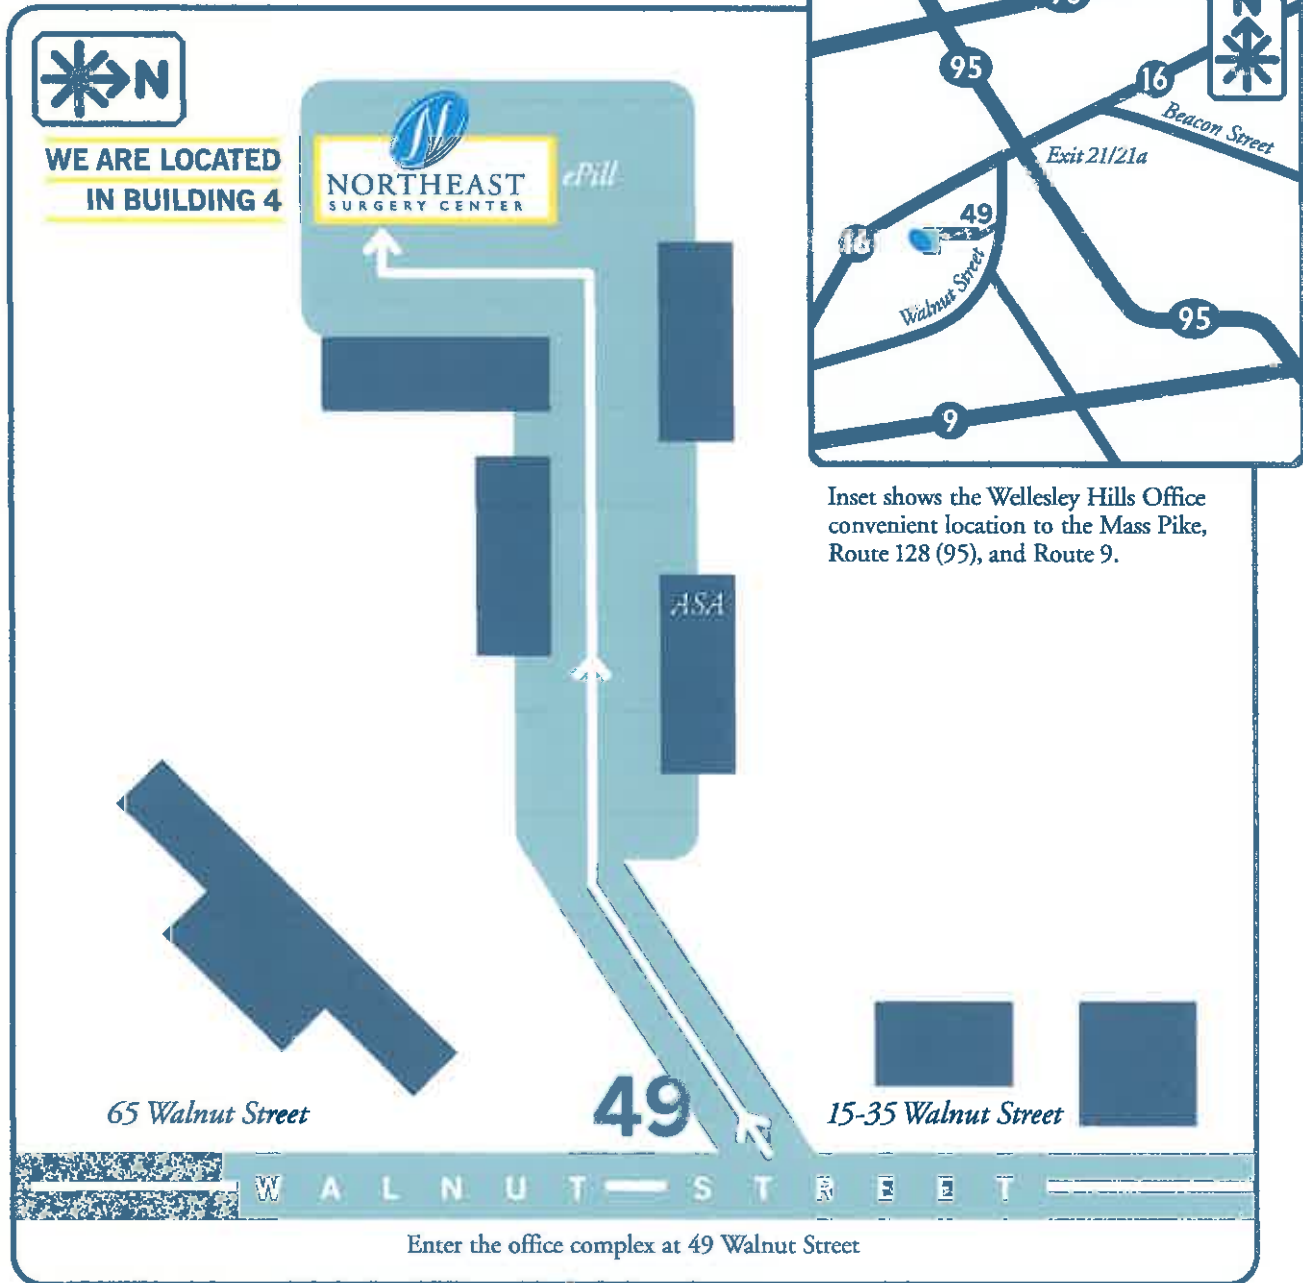 N
WE ARE LOCATED
IN BUILDING 4
NORTHEAST
SURGERY CENTER
ePill
ASA
65 Walnut Street
49
15-35 Walnut Street
WALNUT STREET
Enter the office complex at 49 Walnut Street
N
95
16
Beacon Street
Exit 21/21a
49
16
Walnut Street
95
9
Inset shows the Wellesley Hills Office
convenient location to the Mass Pike,
Route 128 (95), and Route 9.